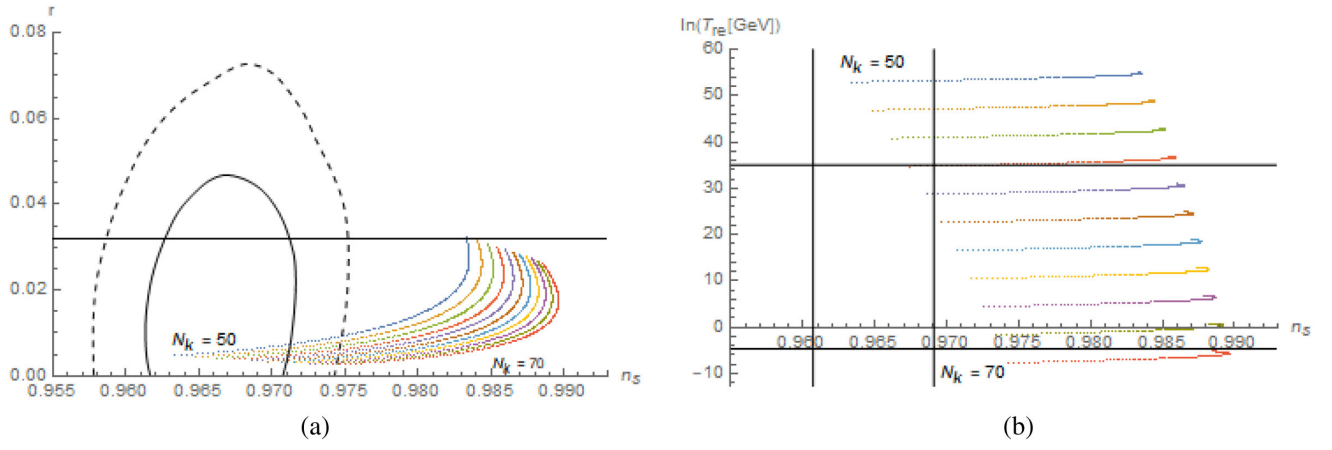 r
0.08
0.06
0.04
0.02
0.00
0.955
0.960
0.965
0.970
0.975
0.980
0.985
0.990
n_s
N_k = 50
N_k = 70
(a)
ln(T_re[GeV])
60
50
40
30
20
10
0
-10
0.960
0.965
0.970
0.975
0.980
0.985
0.990
n_s
N_k = 50
N_k = 70
(b)